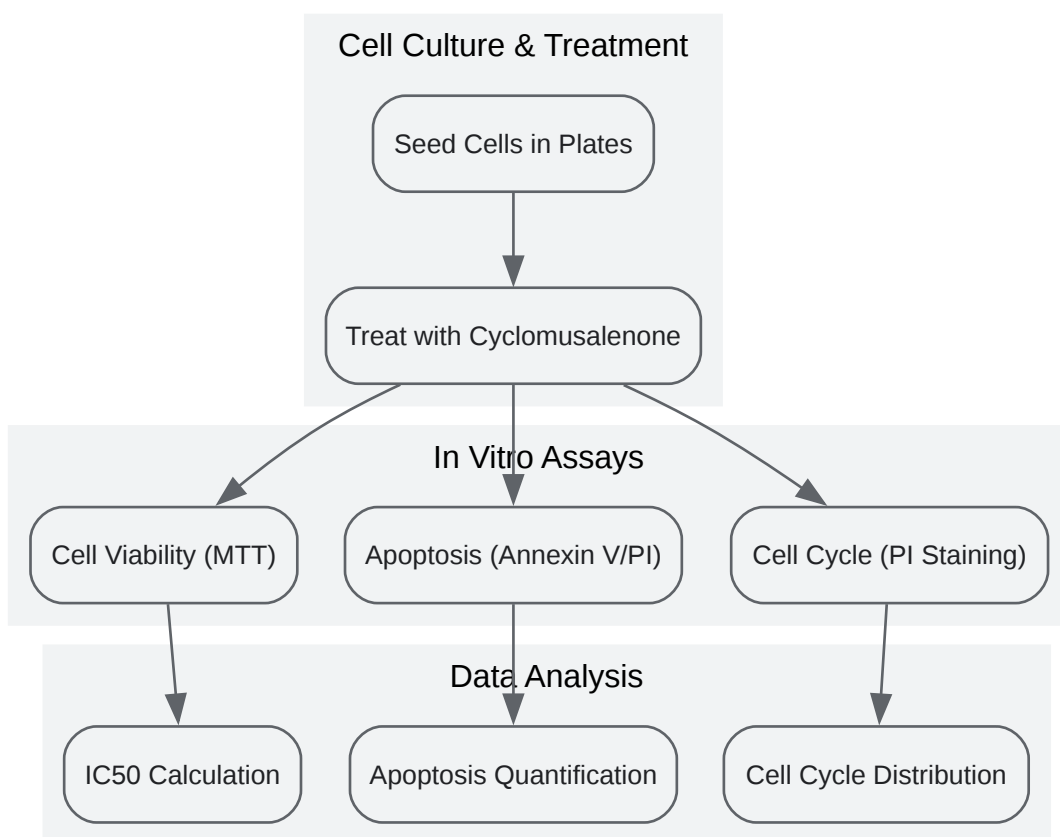 Cell Culture & Treatment
Seed Cells in Plates
Treat with Cyclomusalenone
In Vitro Assays
Cell Viability (MTT)
Apoptosis (Annexin V/PI)
Cell Cycle (PI Staining)
Data Analysis
IC50 Calculation
Apoptosis Quantification
Cell Cycle Distribution